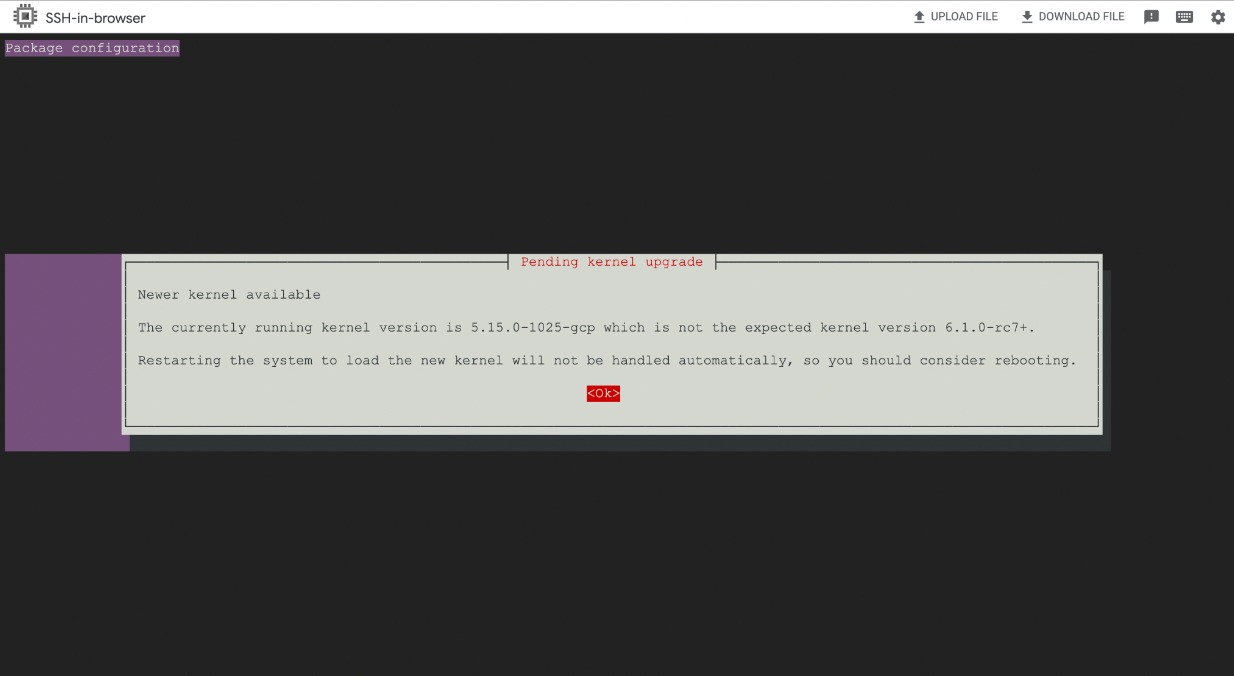 SSH-in-browser
UPLOAD FILE
DOWNLOAD FILE
Package configuration
Pending kernel upgrade
Newer kernel available
The currently running kernel version is 5.15.0-1025-gcp which is not the expected kernel version 6.1.0-rc7+.
Restarting the system to load the new kernel will not be handled automatically, so you should consider rebooting.
<Ok>